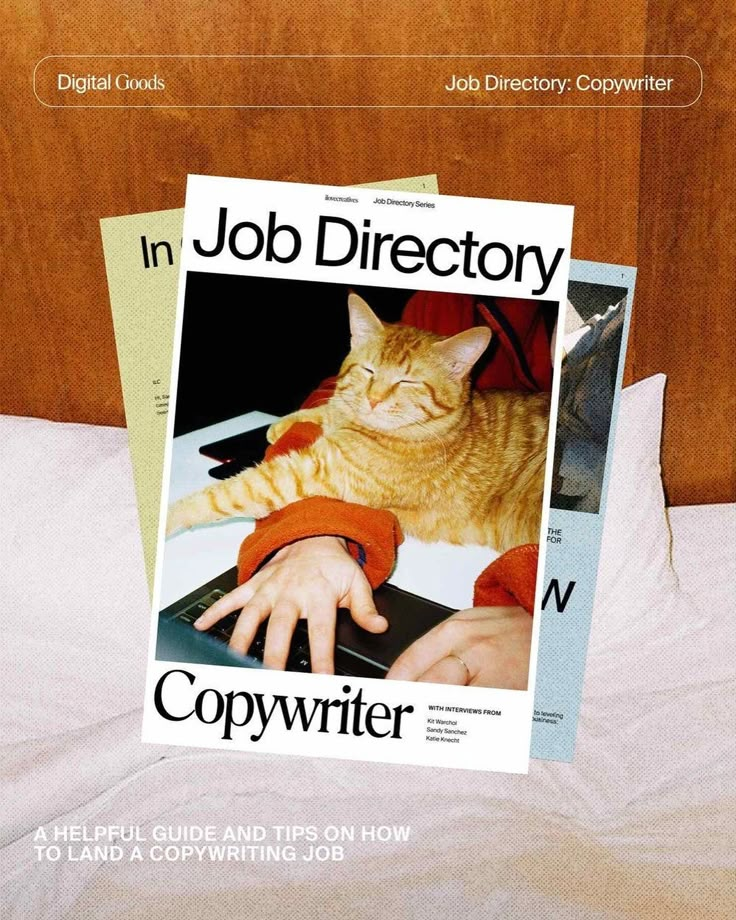 Digital Goods
Job Directory: Copywriter
ilovecreatives
Job Directory Series
Job Directory
In
ILC
THE
FOR
W
to leveling
business:
Copywriter
WITH INTERVIEWS FROM
Kit Warchol
Sandy Sanchez
Katie Knecht
A HELPFUL GUIDE AND TIPS ON HOW
TO LAND A COPYWRITING JOB